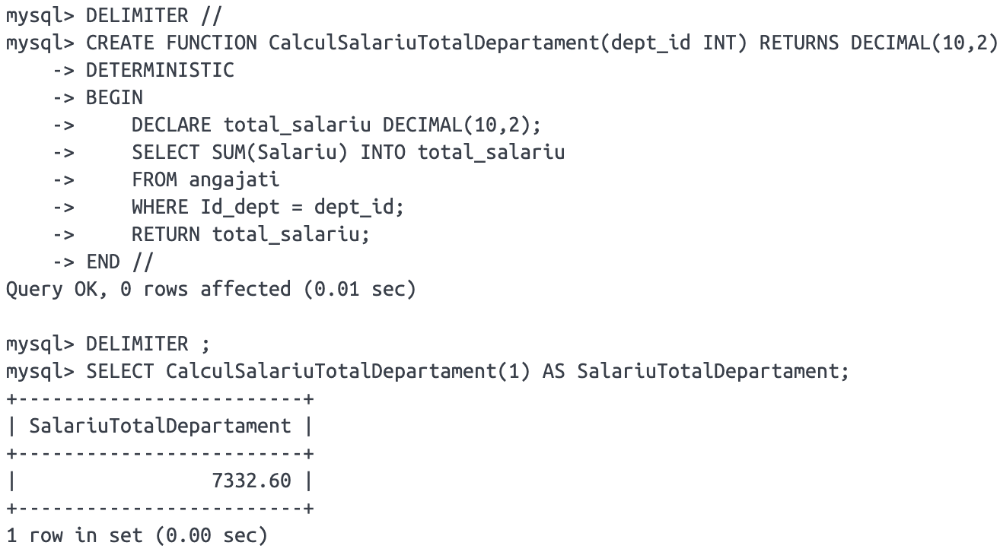 mysql> DELIMITER //
mysql> CREATE FUNCTION CalculSalariuTotalDepartament(dept_id INT) RETURNS DECIMAL(10,2)
    -> DETERMINISTIC
    -> BEGIN
    ->     DECLARE total_salariu DECIMAL(10,2);
    ->     SELECT SUM(Salariu) INTO total_salariu
    ->     FROM angajati
    ->     WHERE Id_dept = dept_id;
    ->     RETURN total_salariu;
    -> END //
Query OK, 0 rows affected (0.01 sec)

mysql> DELIMITER ;
mysql> SELECT CalculSalariuTotalDepartament(1) AS SalariuTotalDepartament;
+-------------------------+
| SalariuTotalDepartament |
+-------------------------+
|                 7332.60 |
+-------------------------+
1 row in set (0.00 sec)